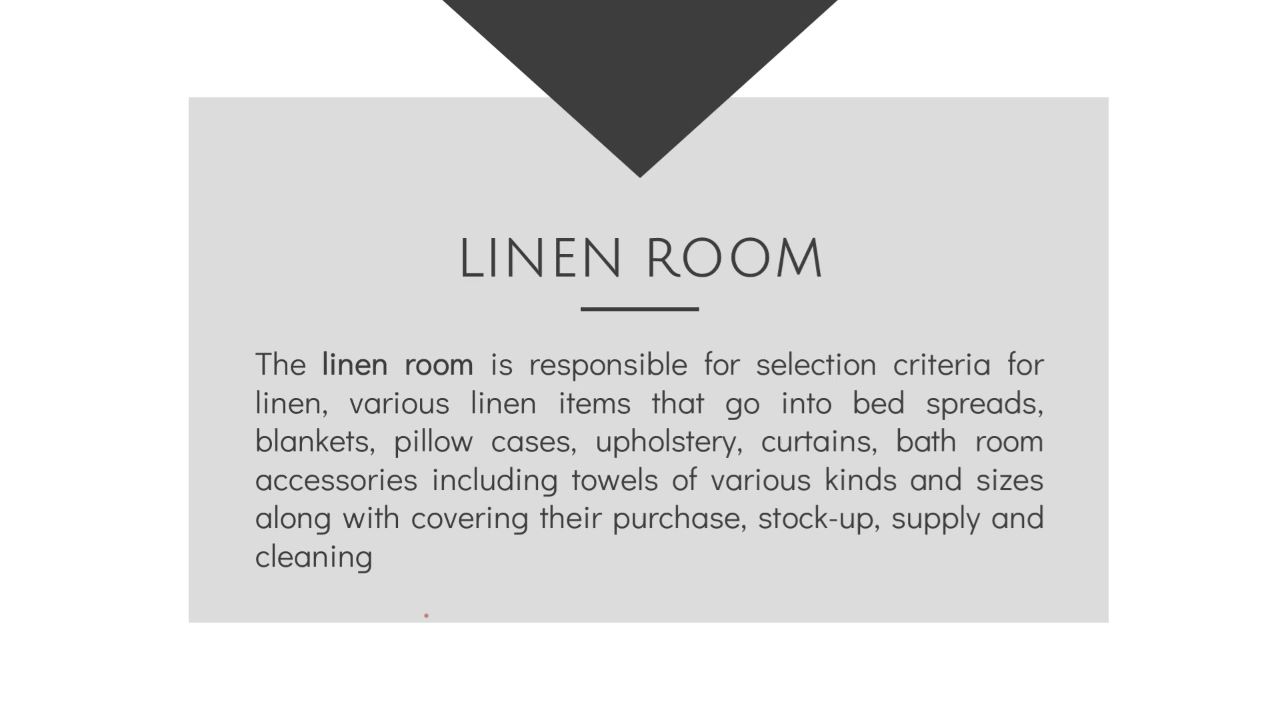 LINEN ROOM
The linen room is responsible for selection criteria for
linen, various linen items that go into bed spreads,
blankets, pillow cases, upholstery, curtains, bath room
accessories including towels of various kinds and sizes
along with covering their purchase, stock-up, supply and
cleaning